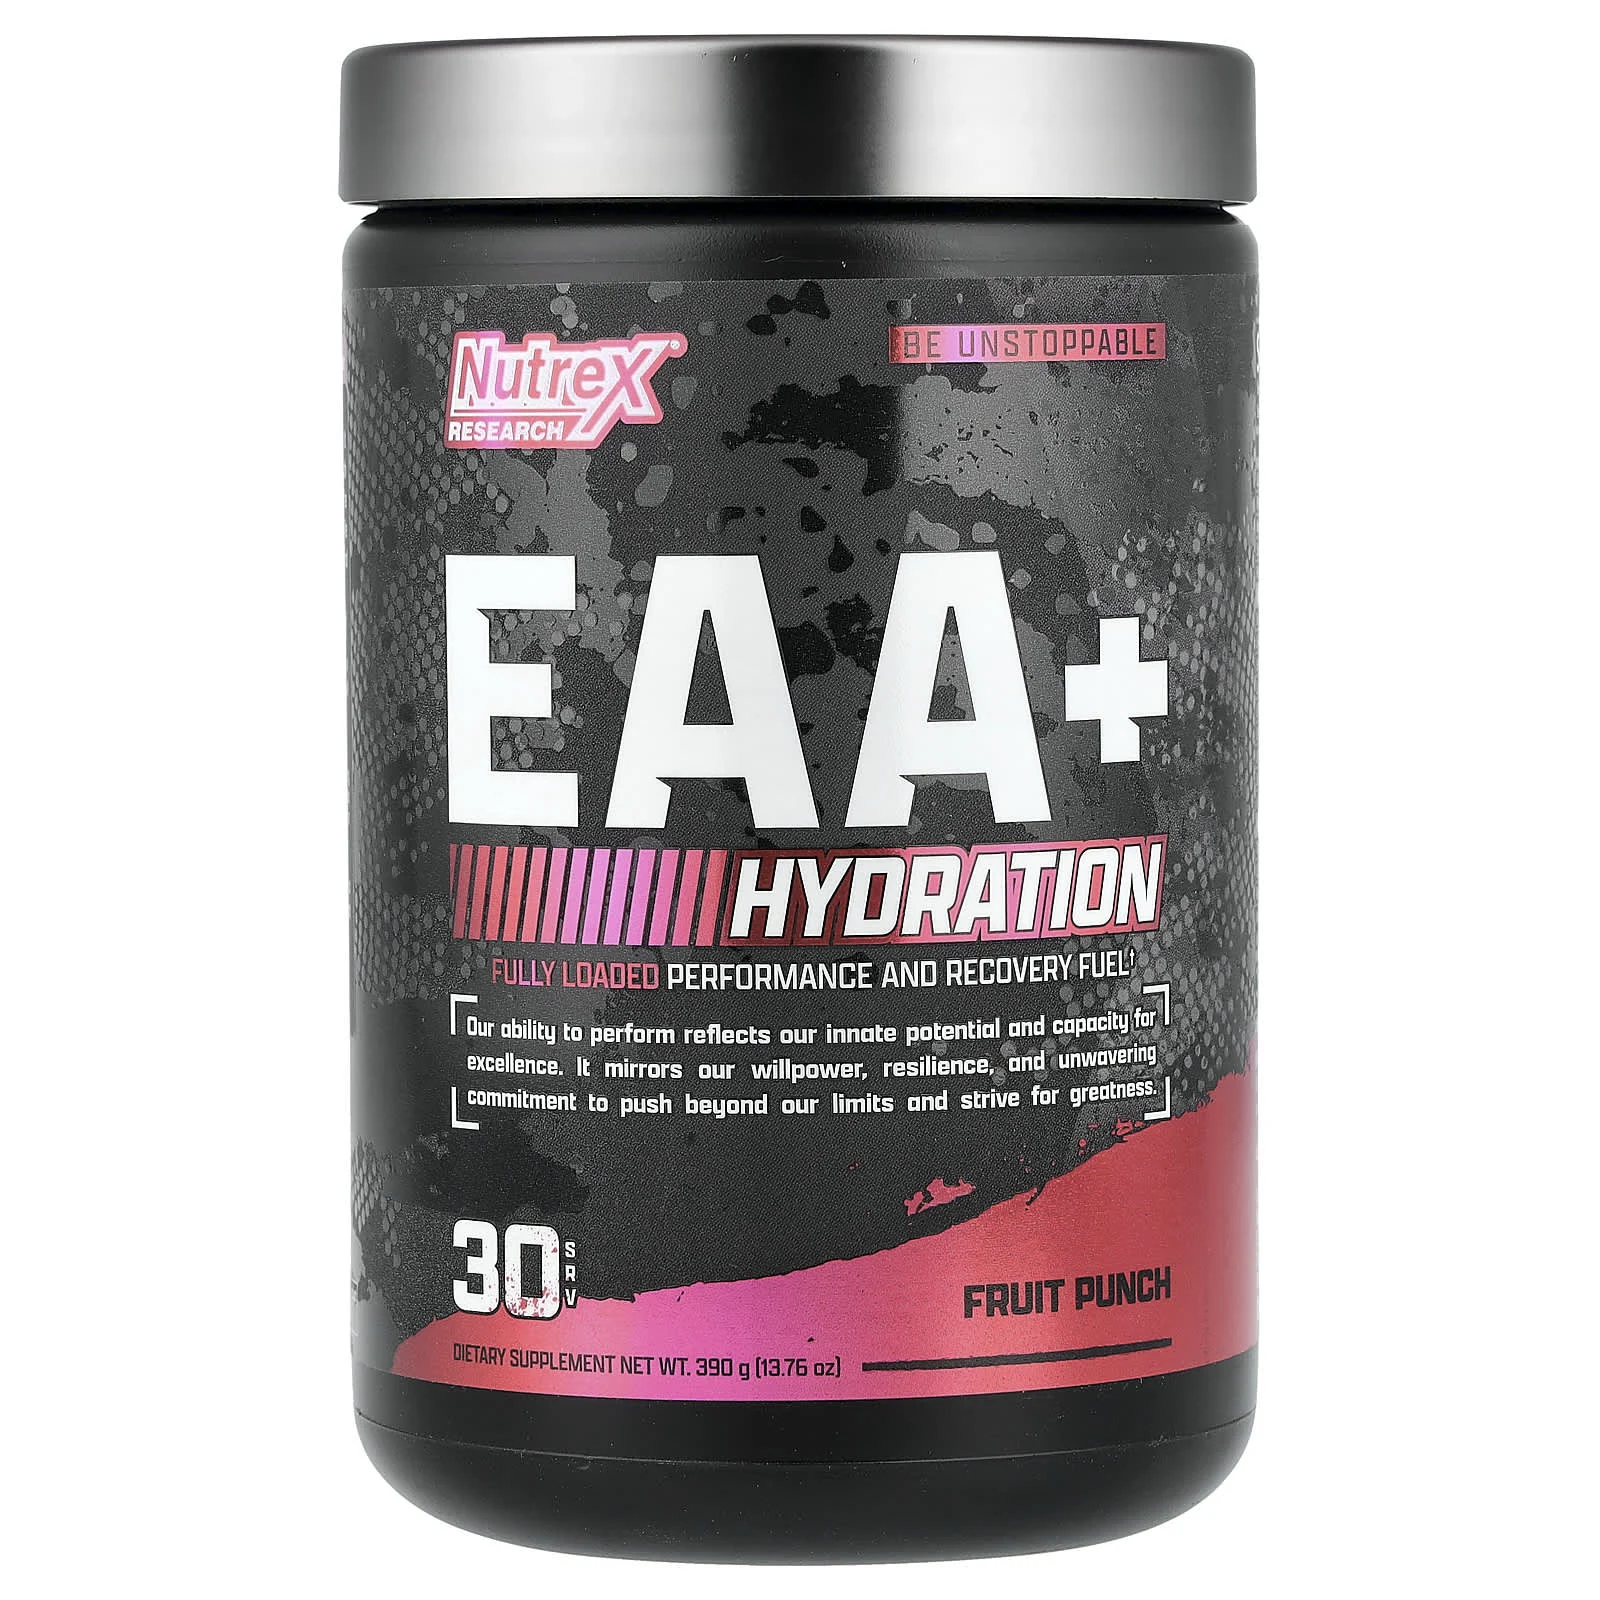 Nutrex®
RESEARCH
BE UNSTOPPABLE
EAA+
HYDRATION
FULLY LOADED PERFORMANCE AND RECOVERY FUEL†
Our ability to perform reflects our innate potential and capacity for
excellence. It mirrors our willpower, resilience, and unwavering
commitment to push beyond our limits and strive for greatness.
30 SRV
FRUIT PUNCH
DIETARY SUPPLEMENT NET WT. 390 g (13.76 oz)